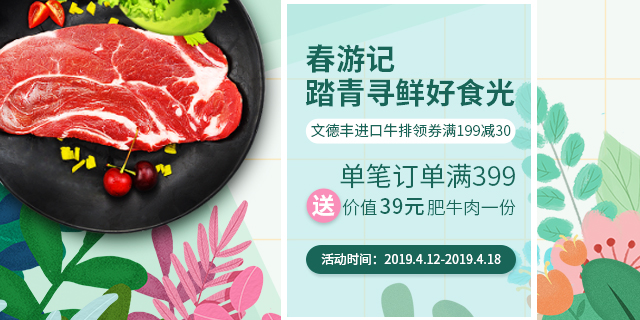 春游记
踏青寻鲜好食光
文德丰进口牛排领券满199减30
单笔订单满399
送 价值39元肥牛肉一份
活动时间：2019.4.12-2019.4.18